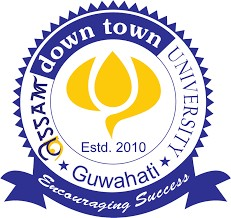 ASSAM down town UNIVERSITY
Estd. 2010
Guwahati
Encouraging Success